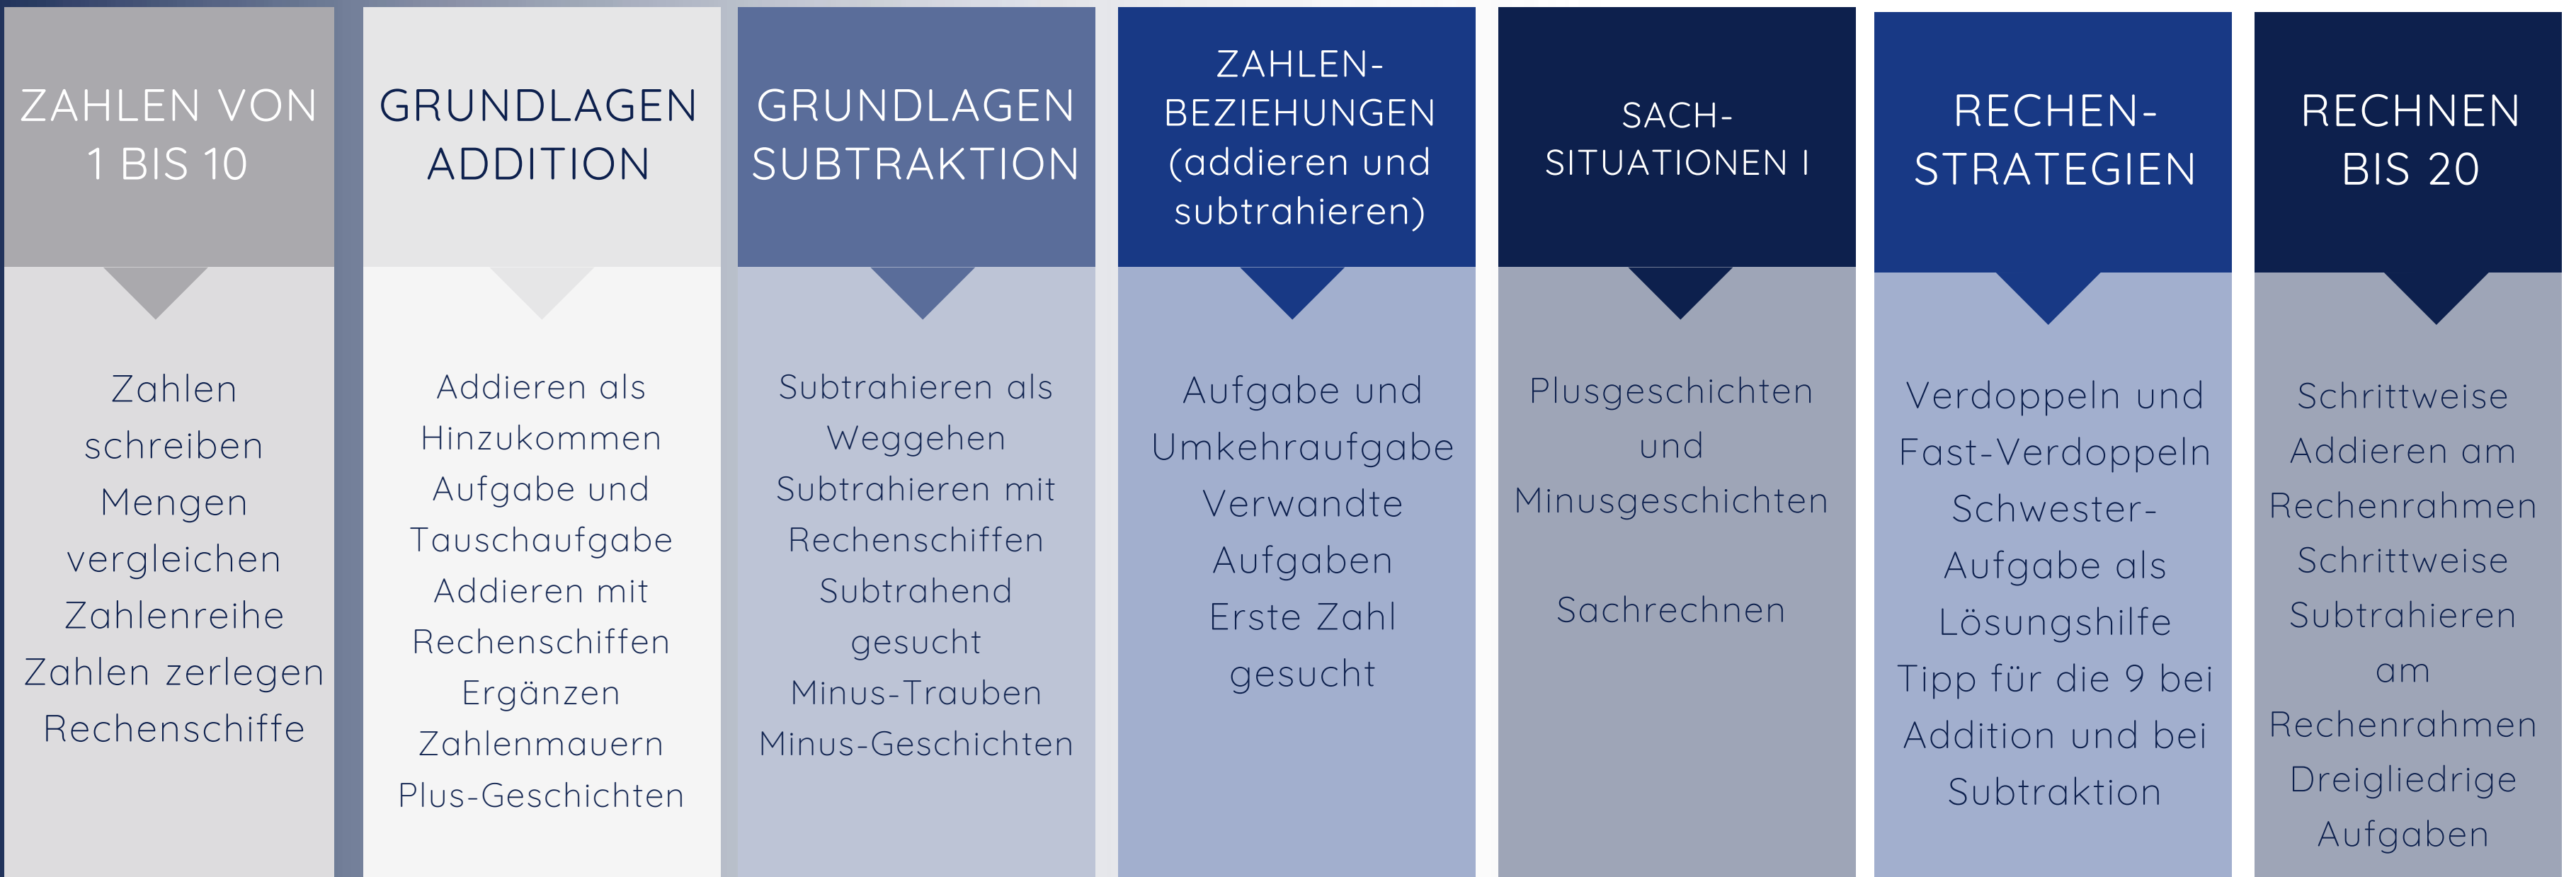 ZAHLEN VON
1 BIS 10
Zahlen
schreiben
Mengen
vergleichen
Zahlenreihe
Zahlen zerlegen
Rechenschiffe
GRUNDLAGEN
ADDITION
Addieren als
Hinzukommen
Aufgabe und
Tauschaufgabe
Addieren mit
Rechenschiffen
Ergänzen
Zahlenmauern
Plus-Geschichten
GRUNDLAGEN
SUBTRAKTION
Subtrahieren als
Weggehen
Subtrahieren mit
Rechenschiffen
Subtrahend
gesucht
Minus-Trauben
Minus-Geschichten
ZAHLEN-
BEZIEHUNGEN
(addieren und
subtrahieren)
Aufgabe und
Umkehraufgabe
Verwandte
Aufgaben
Erste Zahl
gesucht
SACH-
SITUATIONEN I
Plusgeschichten
und
Minusgeschichten
Sachrechnen
RECHEN-
STRATEGIEN
Verdoppeln und
Fast-Verdoppeln
Schwester-
Aufgabe als
Lösungshilfe
Tipp für die 9 bei
Addition und bei
Subtraktion
RECHNEN
BIS 20
Schrittweise
Addieren am
Rechenrahmen
Schrittweise
Subtrahieren
am
Rechenrahmen
Dreigliedrige
Aufgaben